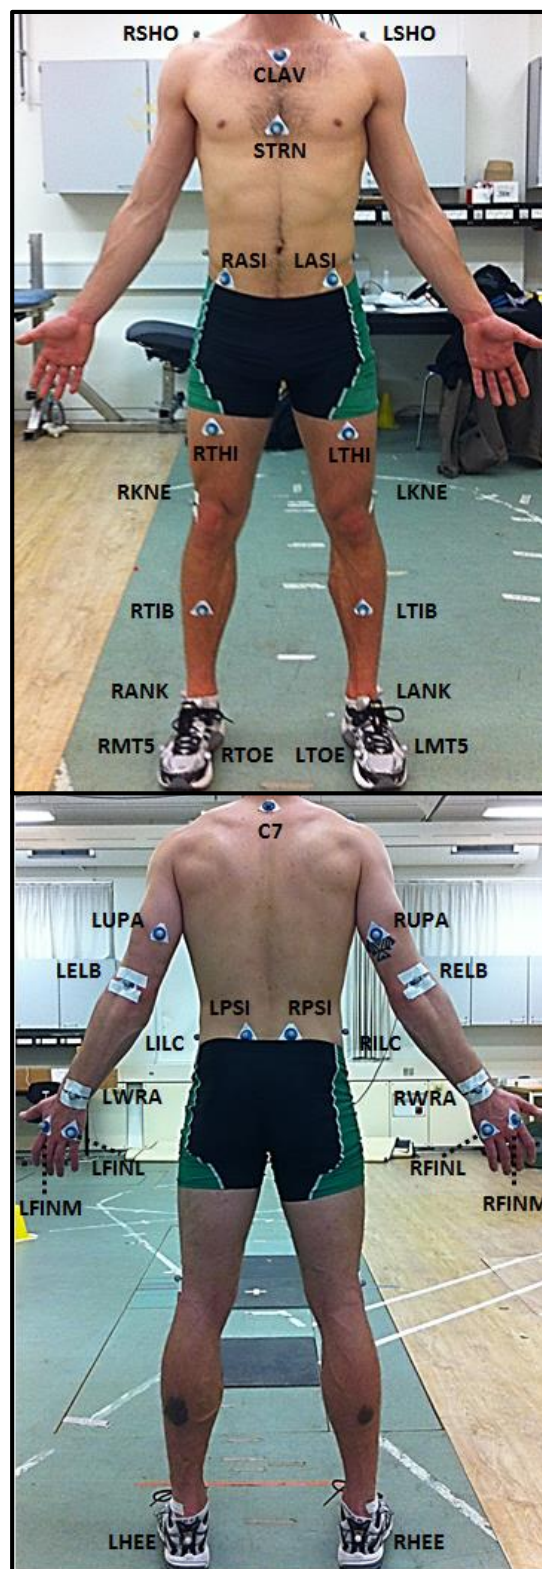 RSHO
LSHO
CLAV
STRN
RASI
LASI
RTHI
LTHI
RKNE
LKNE
RTIB
LTIB
RANK
LANK
RMT5
RTOE
LTOE
LMT5
C7
LUPA
RUPA
LELB
RELB
LPSI
RPSI
LILC
RILC
LWRA
RWRA
LFINL
RFINL
LFINM
RFINM
LHEE
RHEE